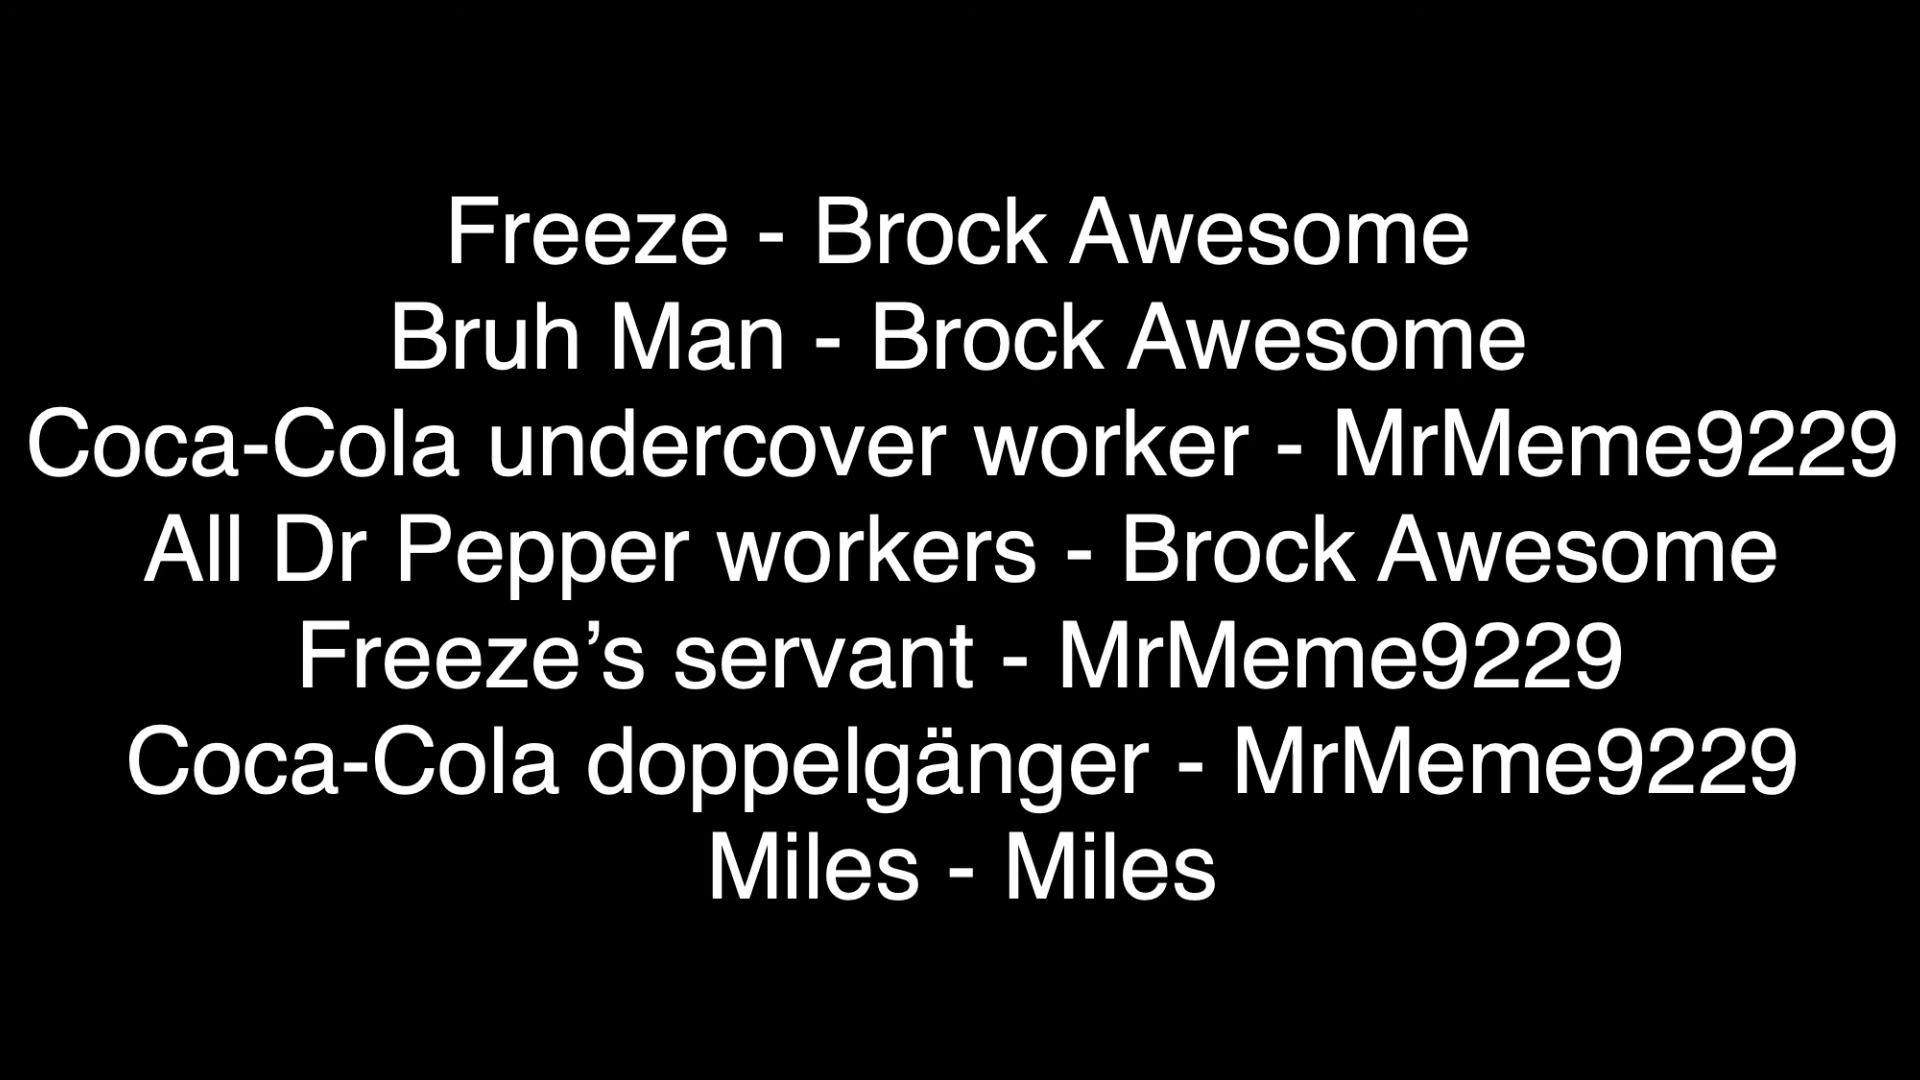 Freeze - Brock Awesome
Bruh Man - Brock Awesome
Coca-Cola undercover worker - MrMeme9229
All Dr Pepper workers - Brock Awesome
Freeze’s servant - MrMeme9229
Coca-Cola doppelgänger - MrMeme9229
Miles - Miles